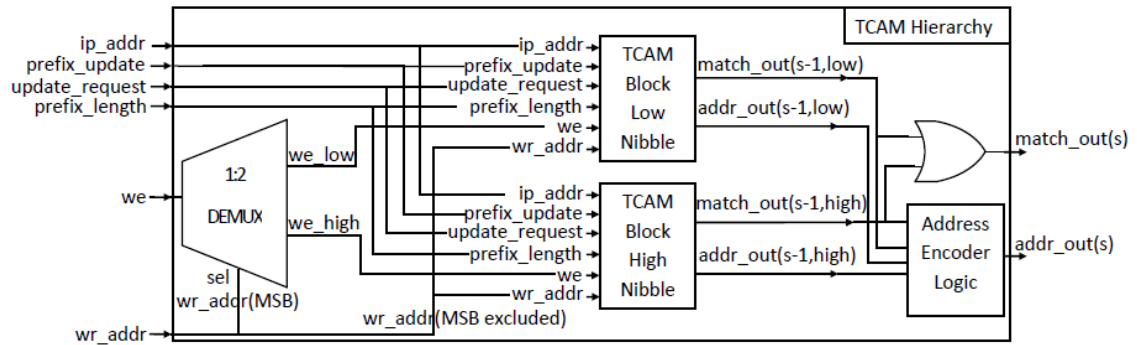 TCAM Hierarchy
ip_addr
prefix_update
update_request
prefix_length
ip_addr
prefix_update
update_request
prefix_length
we
wr_addr
TCAM
Block
Low
Nibble
match_out(s-1,low)
addr_out(s-1,low)
match_out(s)
we
1:2
DEMUX
we_low
we_high
sel
wr_addr(MSB)
wr_addr
wr_addr(MSB excluded)
ip_addr
prefix_update
update_request
prefix_length
we
wr_addr
TCAM
Block
High
Nibble
match_out(s-1,high)
addr_out(s-1,high)
Address
Encoder
Logic
addr_out(s)